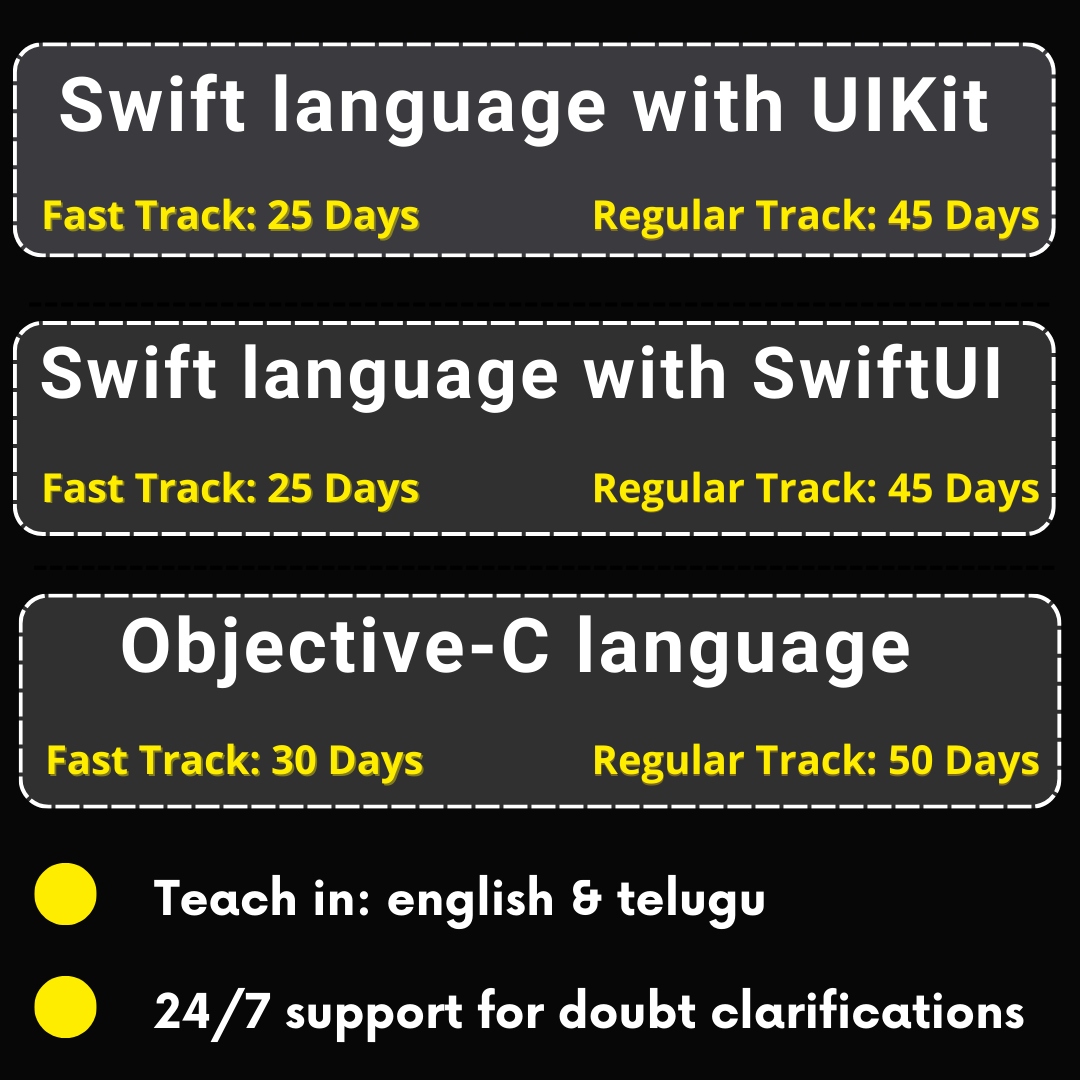 Swift language with UIKit
Fast Track: 25 Days Regular Track: 45 Days
Swift language with SwiftUI
Fast Track: 25 Days Regular Track: 45 Days
Objective-C language
Fast Track: 30 Days Regular Track: 50 Days
Teach in: english & telugu
24/7 support for doubt clarifications